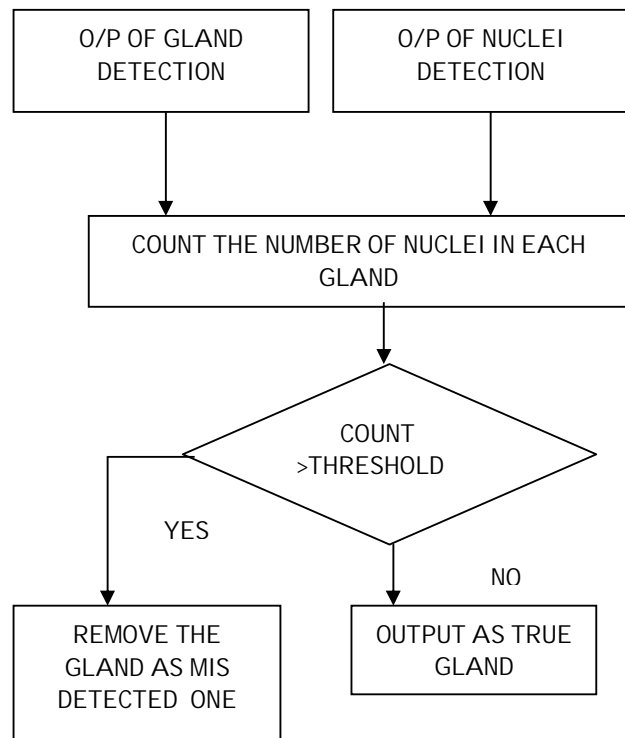 O/P OF GLAND
DETECTION
O/P OF NUCLEI
DETECTION
COUNT THE NUMBER OF NUCLEI IN EACH
GLAND
COUNT
>THRESHOLD
YES
NO
REMOVE THE
GLAND AS MIS
DETECTED ONE
OUTPUT AS TRUE
GLAND